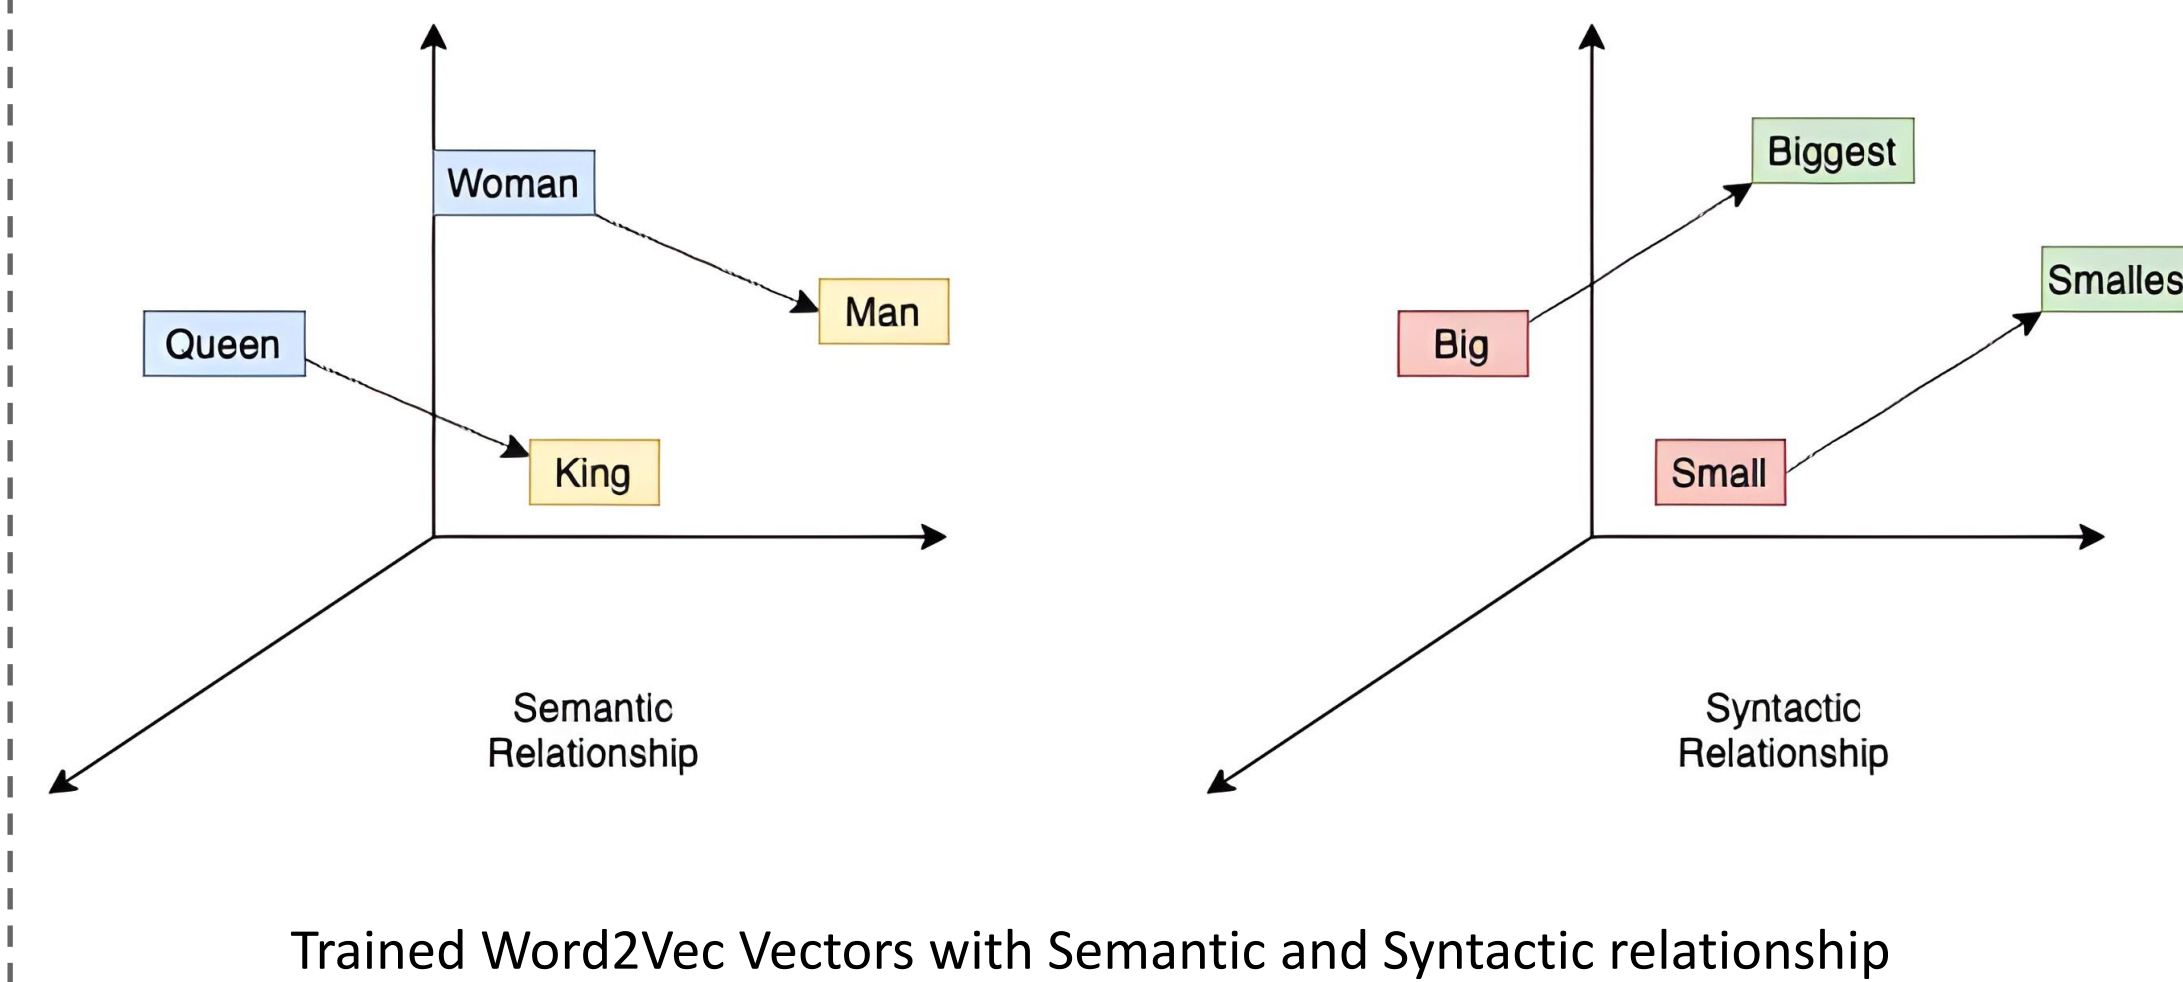 Woman
Man
Queen
King
Semantic
Relationship
Biggest
Smalles
Big
Small
Syntactic
Relationship
Trained Word2Vec Vectors with Semantic and Syntactic relationship